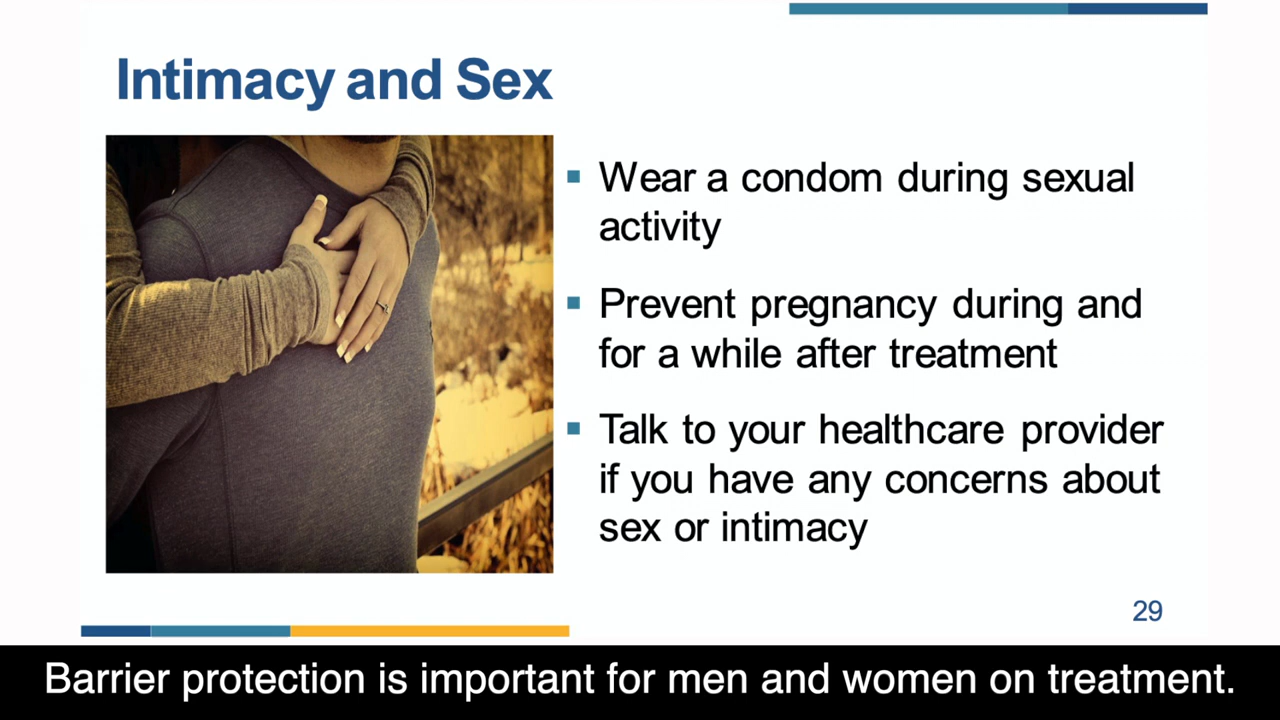 Intimacy and Sex
Wear a condom during sexual
activity
Prevent pregnancy during and
for a while after treatment
Talk to your healthcare provider
if you have any concerns about
sex or intimacy
29
Barrier protection is important for men and women on treatment.